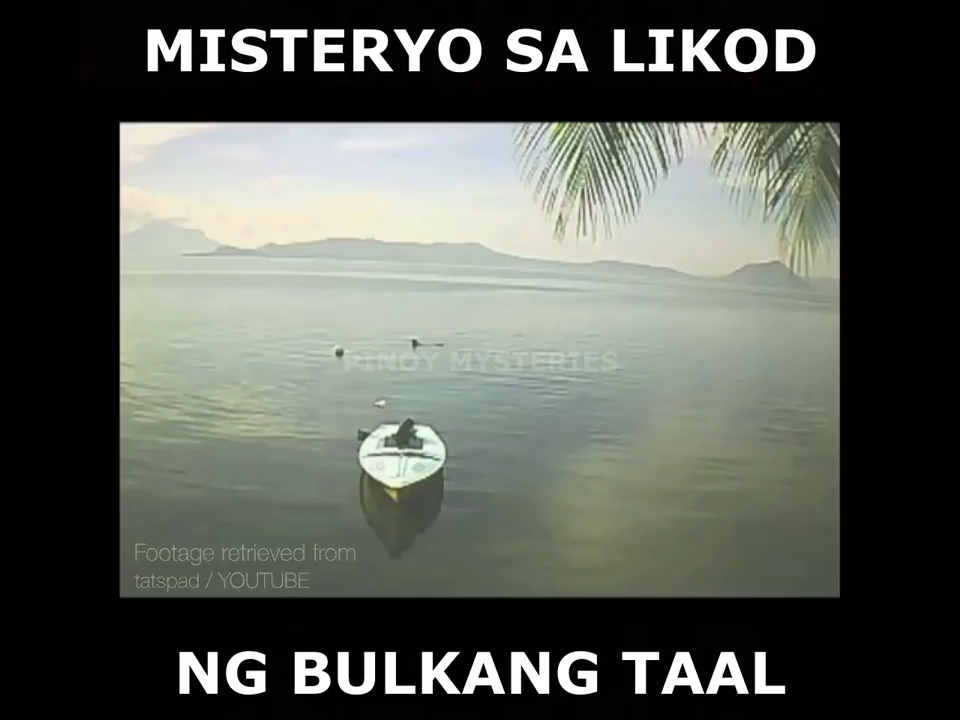 MISTERYO SA LIKOD
PINOY MYSTERIES
Footage retrieved from
tatspad / YOUTUBE
NG BULKANG TAAL